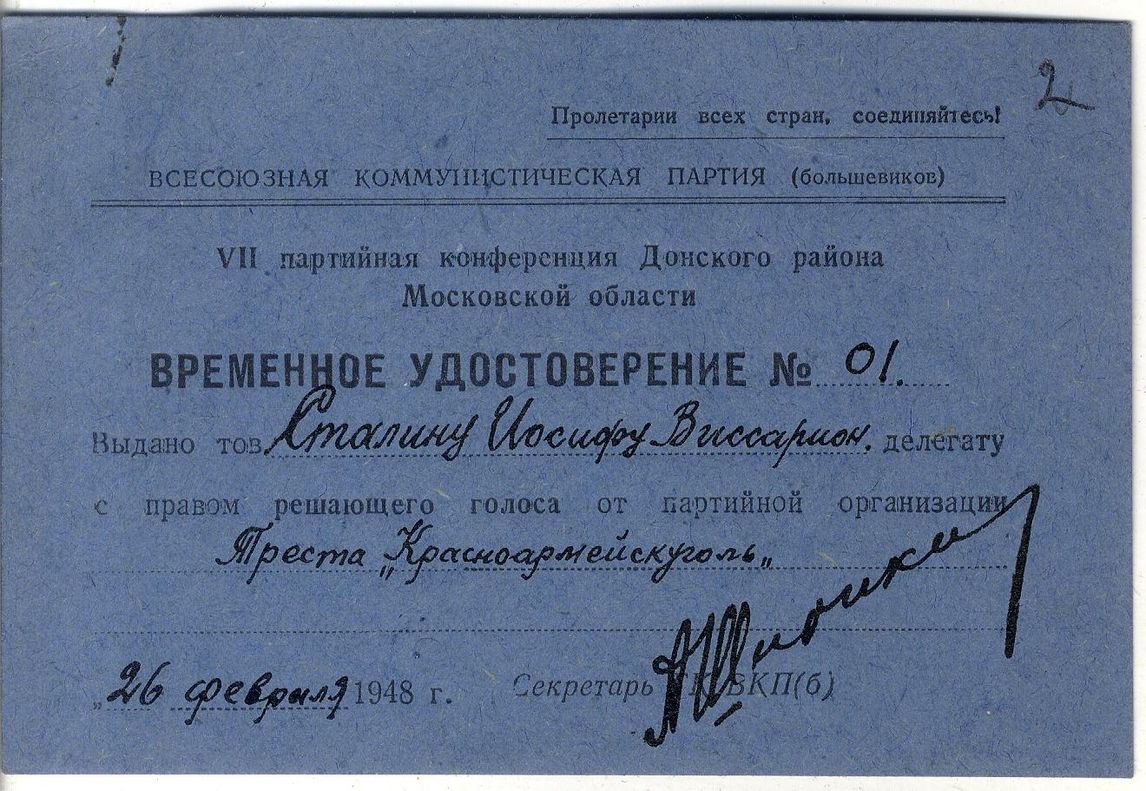 2
Пролетарии всех стран, соединяйтесь!
ВСЕСОЮЗНАЯ КОММУНИСТИЧЕСКАЯ ПАРТИЯ (большевиков)
VII партийная конференция Донского района
Московской области
ВРЕМЕННОЕ УДОСТОВЕРЕНИЕ № 01.
Выдано тов. Сталину Иосифу Виссарион. делегату
с правом решающего голоса от партийной организации
Треста „Красноармейскуголь„
„26 февраля 1948 г. Секретарь ВКП(б)